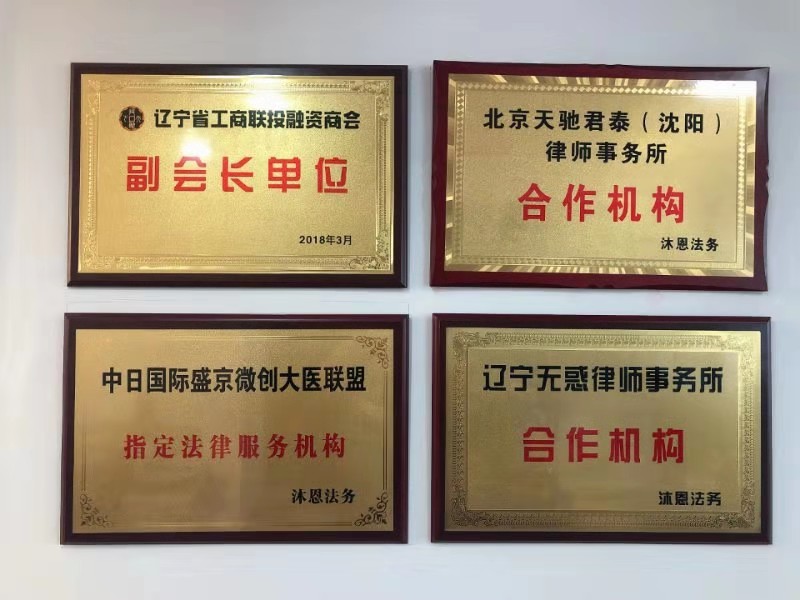 辽宁省工商联投融资商会
副会长单位
2018年3月
北京天驰君泰（沈阳）
律师事务所
合作机构
沐恩法务
中日国际盛京微创大医联盟
指定法律服务机构
沐恩法务
辽宁无惑律师事务所
合作机构
沐恩法务